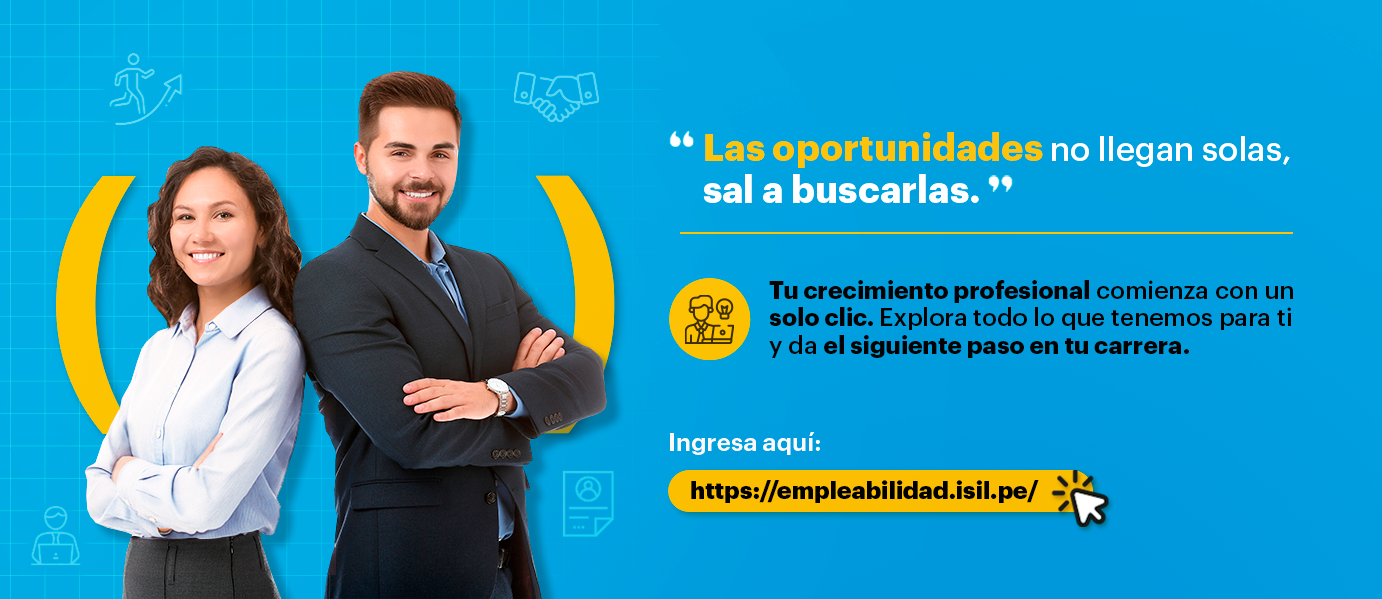 “ Las oportunidades no llegan solas,
sal a buscarlas. ”
Tu crecimiento profesional comienza con un
solo clic. Explora todo lo que tenemos para ti
y da el siguiente paso en tu carrera.
Ingresa aquí:
https://empleabilidad.isil.pe/